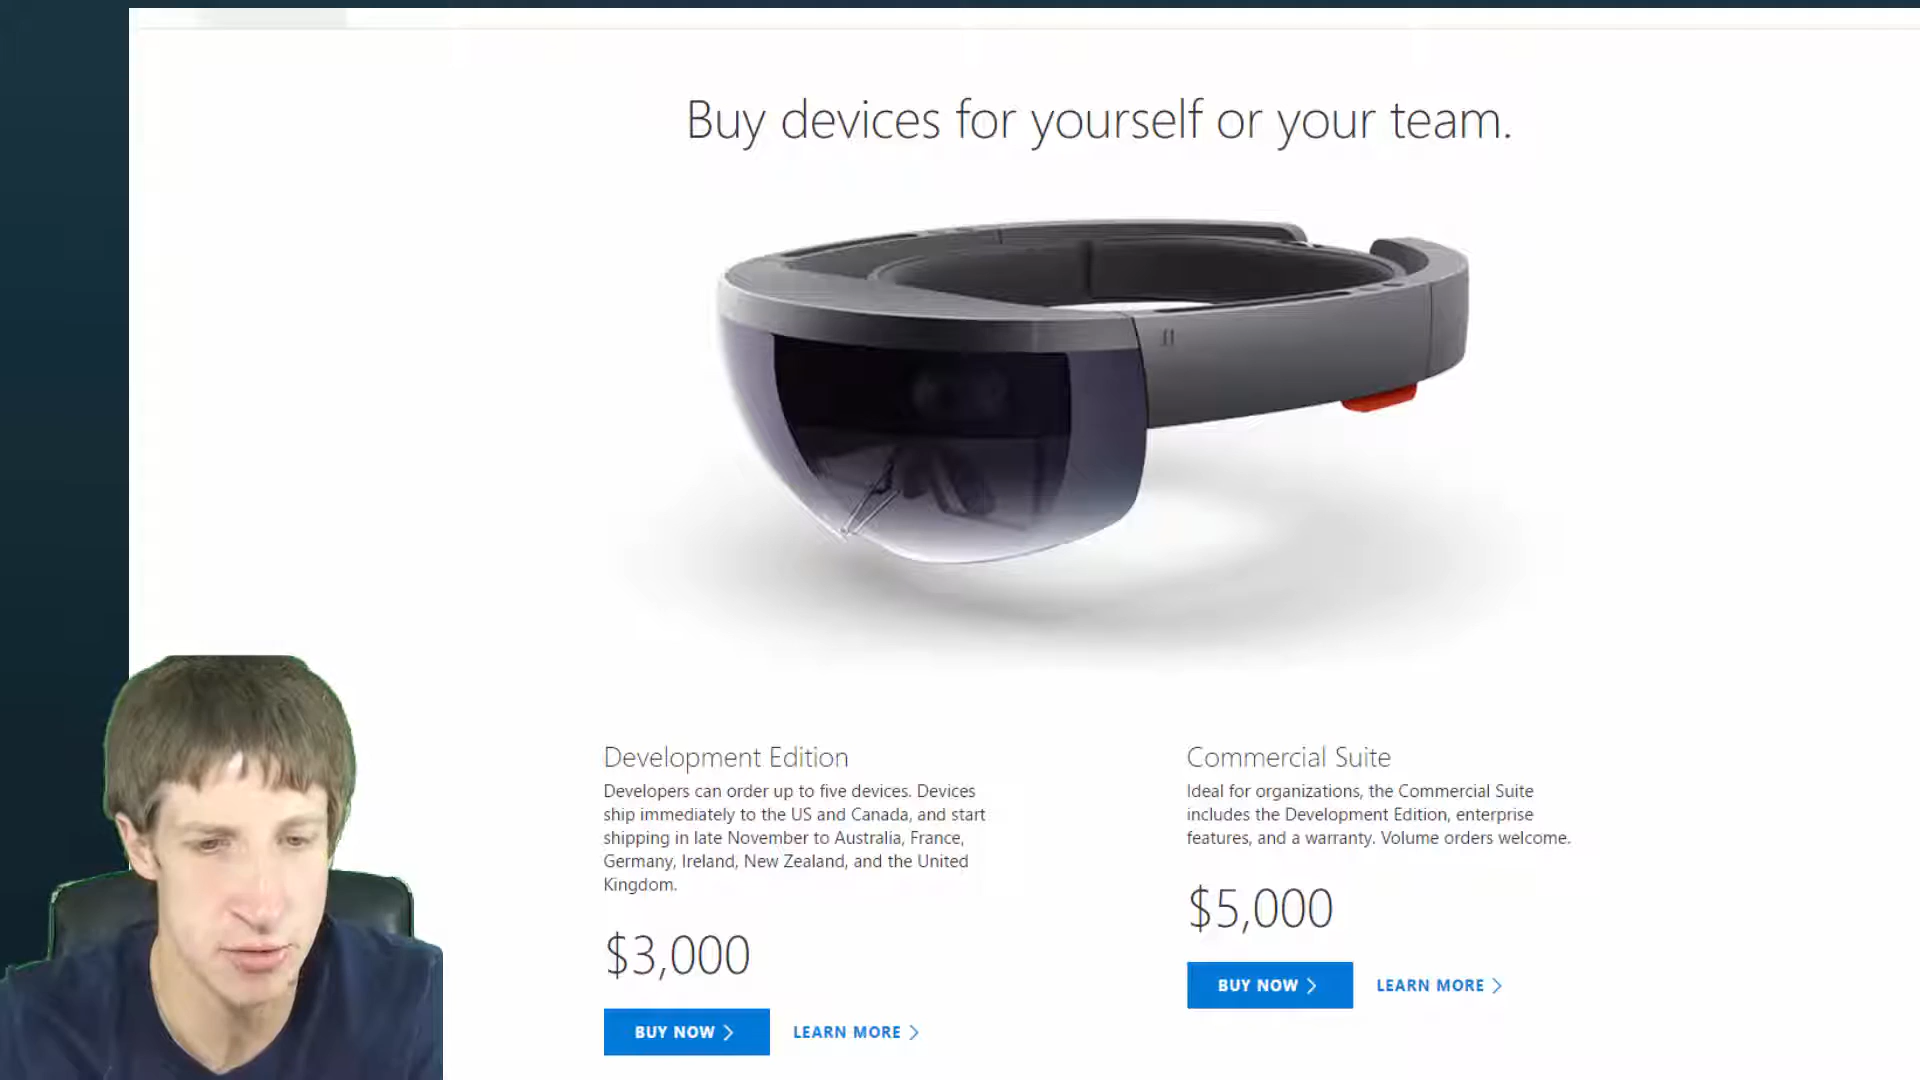 Buy devices for yourself or your team.
Development Edition
Developers can order up to five devices. Devices
ship immediately to the US and Canada, and start
shipping in late November to Australia, France,
Germany, Ireland, New Zealand, and the United
Kingdom.
$3,000
BUY NOW
LEARN MORE
Commercial Suite
Ideal for organizations, the Commercial Suite
includes the Development Edition, enterprise
features, and a warranty. Volume orders welcome.
$5,000
BUY NOW
LEARN MORE